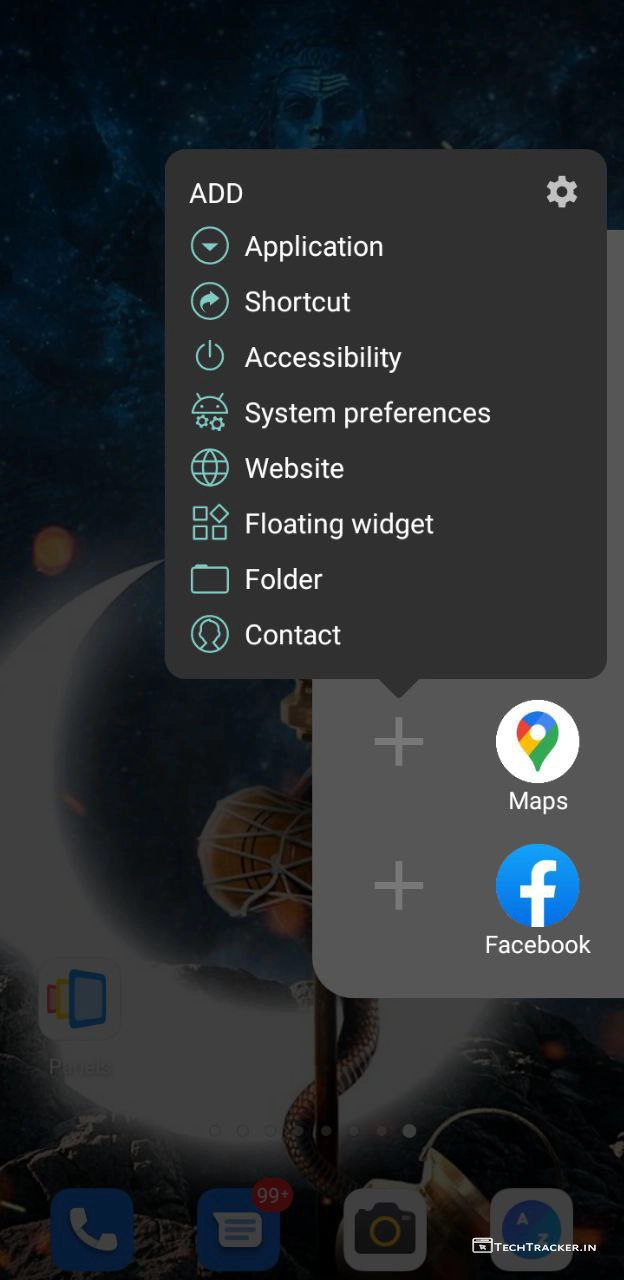 ADD
Application
Shortcut
Accessibility
System preferences
Website
Floating widget
Folder
Contact
Maps
Facebook
Panels
99+
A
Z
TECHTRACKER.IN